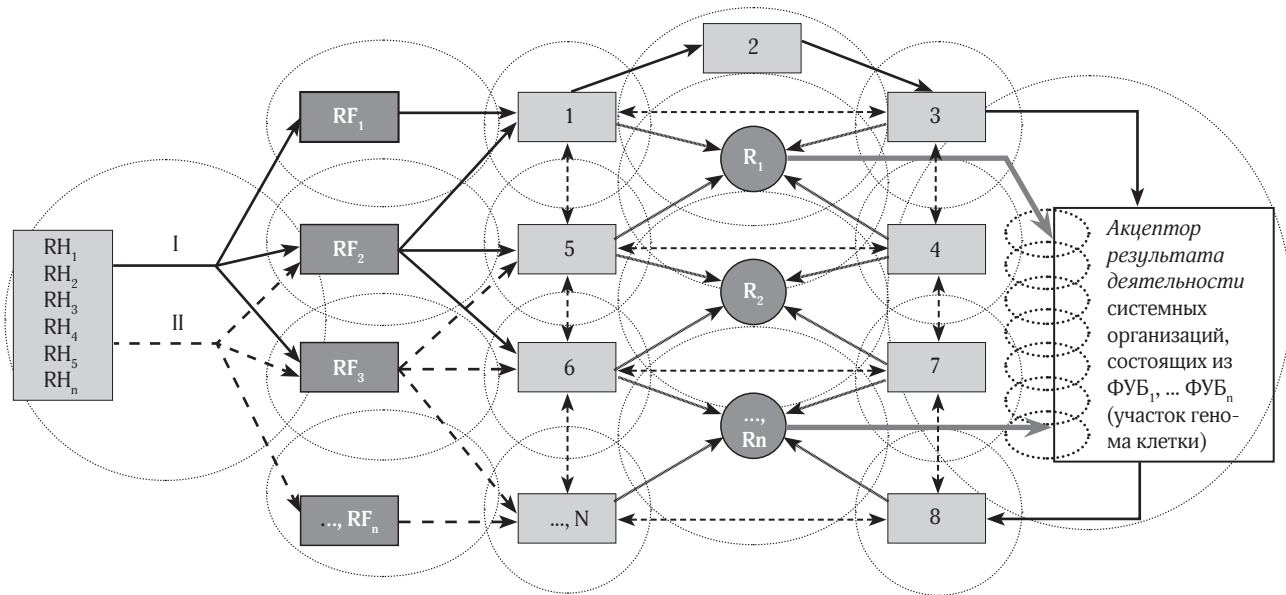 2
RF₁
1
3
R₁
I
RH₁
RH₂
RH₃
RH₄
RH₅
RHₙ
II
RF₂
5
4
R₂
RF₃
6
7
...,
Rn
..., RFₙ
..., N
8
Акцептор
результата
деятельности
системных
организаций,
состоящих из
ФУБ₁, ... ФУБₙ
(участок гено-
ма клетки)